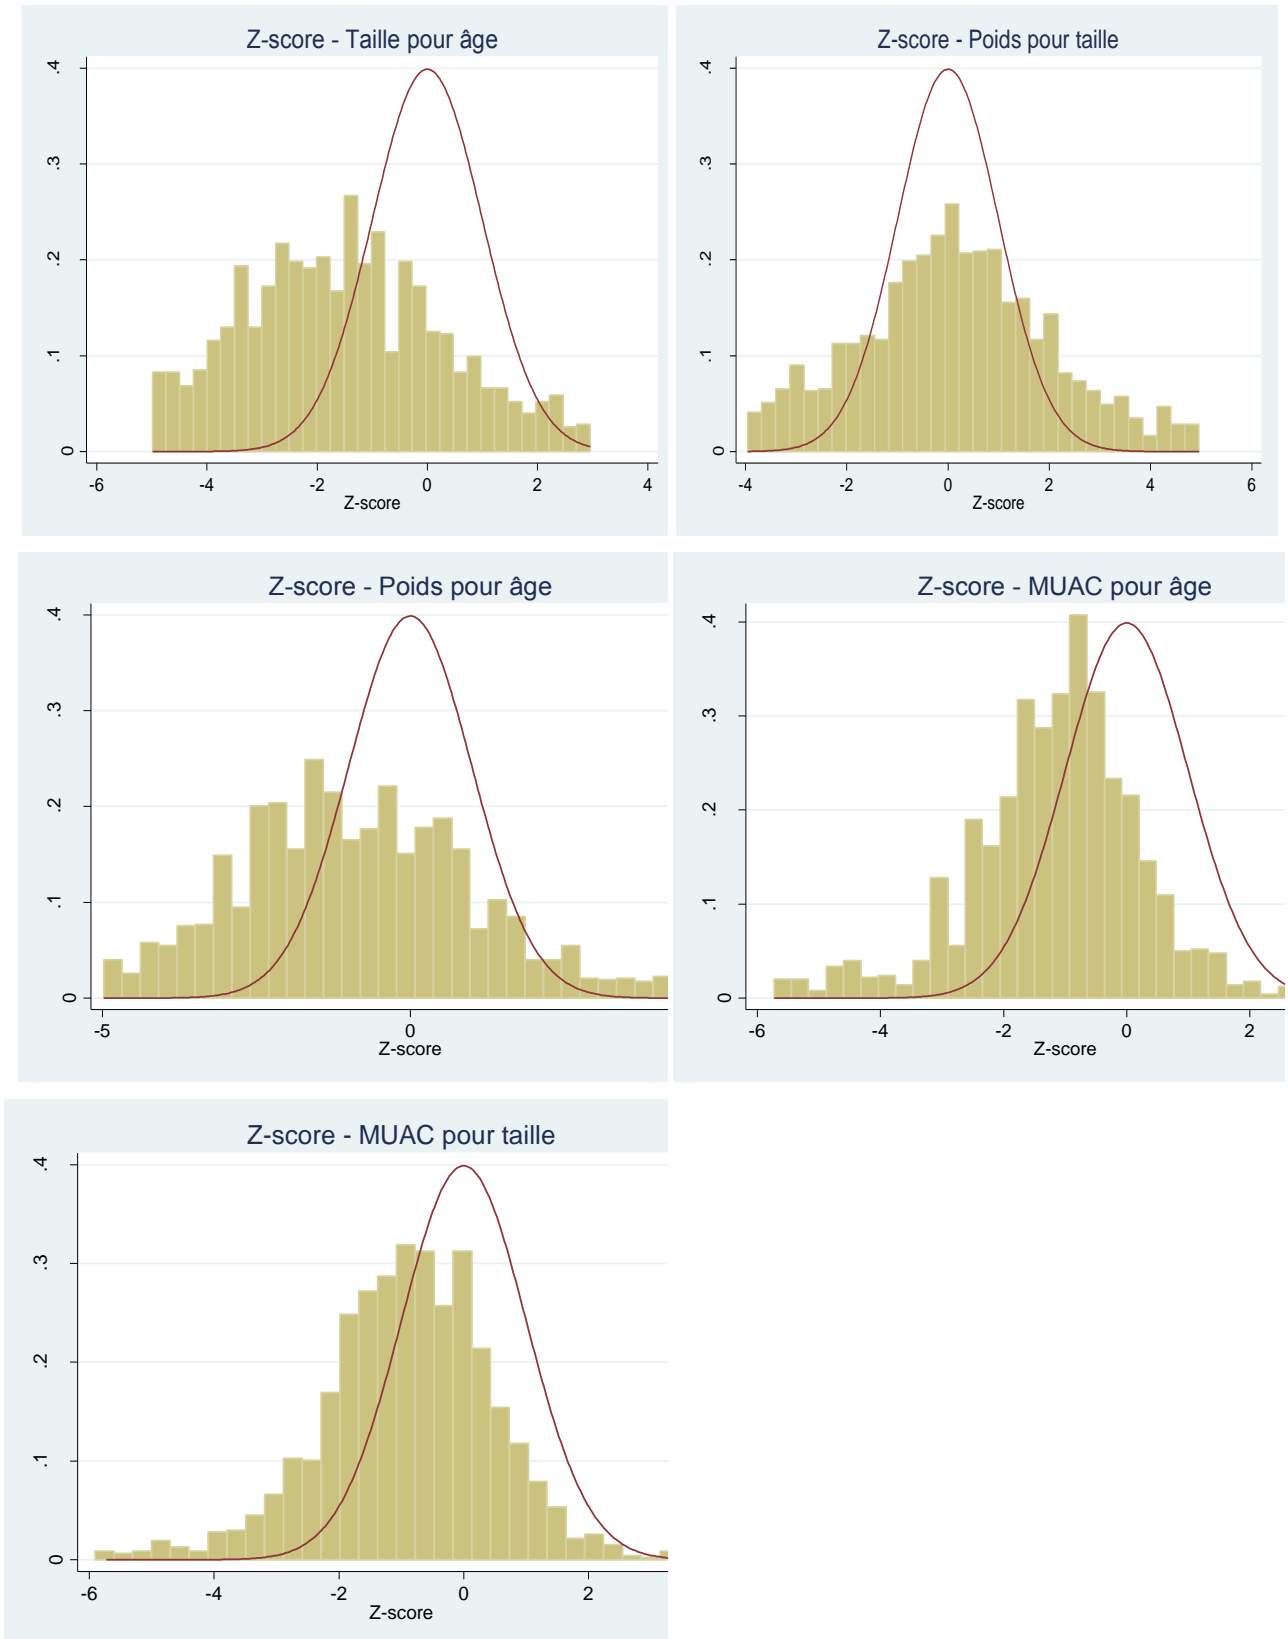 Z-score - Taille pour âge
.4
.3
.2
.1
0
-6 -4 -2 0 2 4
Z-score
Z-score - Poids pour taille
.4
.3
.2
.1
0
-4 -2 0 2 4 6
Z-score
Z-score - Poids pour âge
.4
.3
.2
.1
0
-5 0
Z-score
Z-score - MUAC pour âge
.4
.3
.2
.1
0
-6 -4 -2 0 2
Z-score
Z-score - MUAC pour taille
.4
.3
.2
.1
0
-6 -4 -2 0 2
Z-score